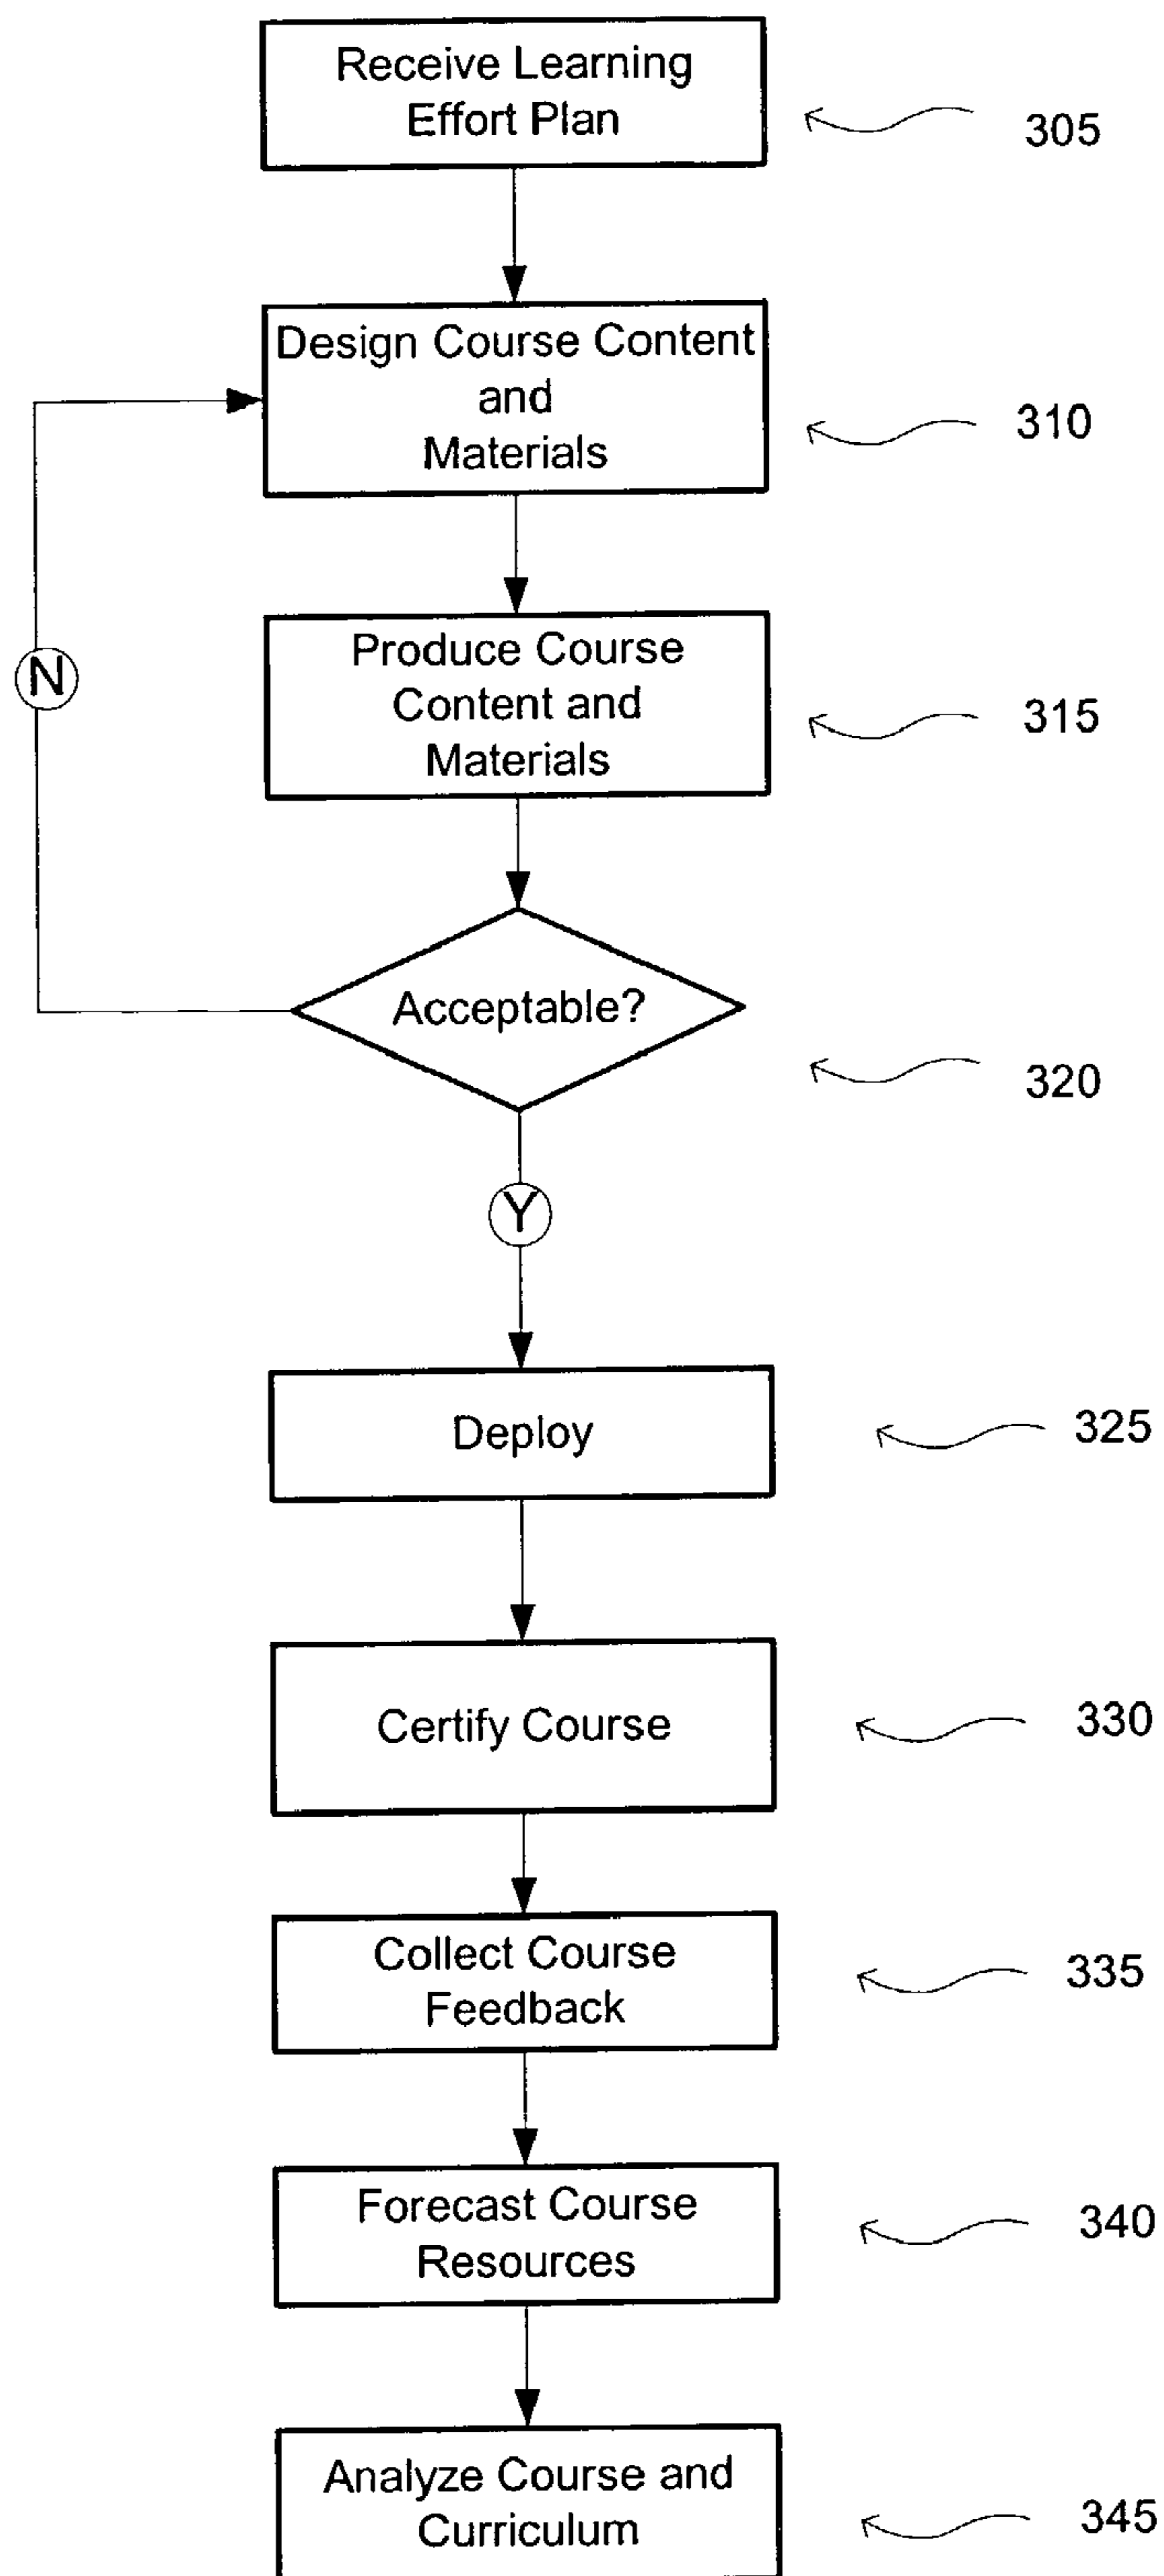 Receive Learning
Effort Plan
305
Design Course Content
and
Materials
310
N
Produce Course
Content and
Materials
315
Acceptable?
320
Y
Deploy
325
Certify Course
330
Collect Course
Feedback
335
Forecast Course
Resources
340
Analyze Course and
Curriculum
345